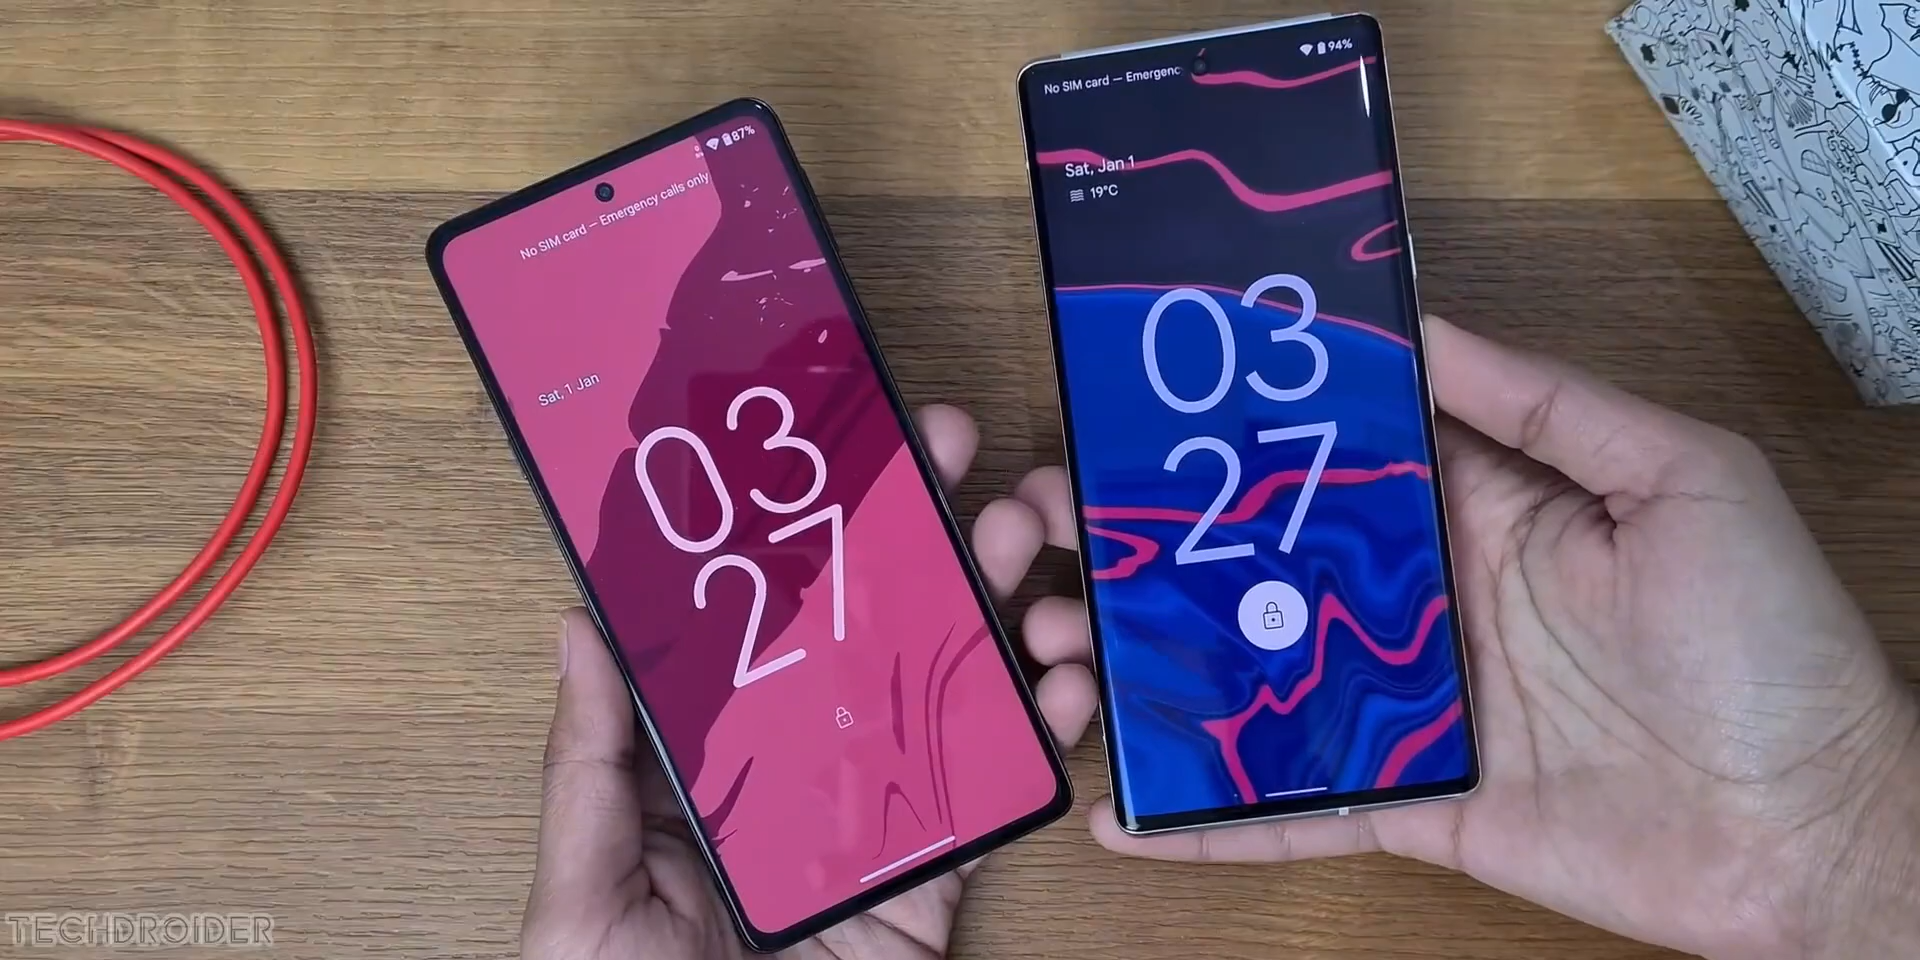 87%
No SIM card — Emergency calls only
Sat, 1 Jan
03
27
94%
No SIM card — Emergenc
Sat, Jan 1
19°C
03
27
TECHDROIDER